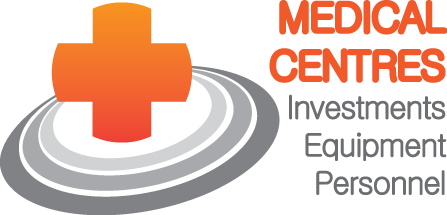 MEDICAL
CENTRES
Investments
Equipment
Personnel